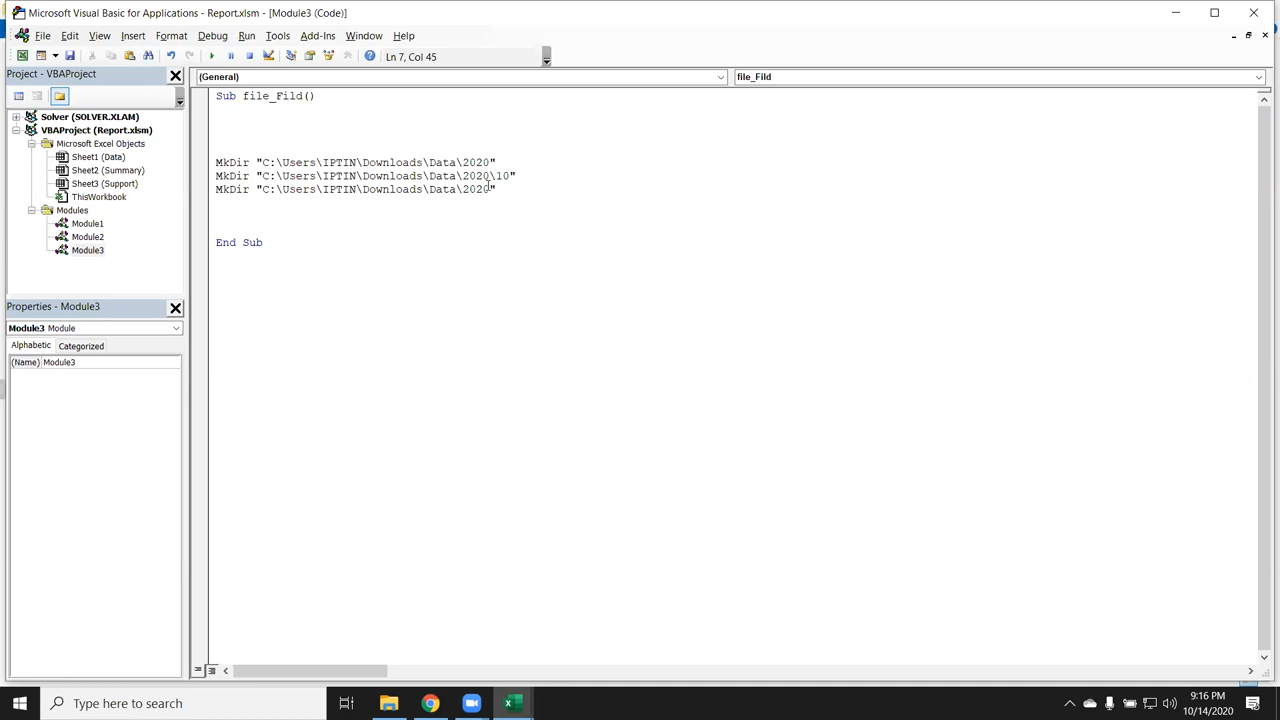 Microsoft Visual Basic for Applications - Report.xlsm - [Module3 (Code)]
File Edit View Insert Format Debug Run Tools Add-Ins Window Help
Ln 7, Col 45
Project - VBAProject
(General)
file_Fild
Solver (SOLVER.XLAM)
VBAProject (Report.xlsm)
Microsoft Excel Objects
Sheet1 (Data)
Sheet2 (Summary)
Sheet3 (Support)
ThisWorkbook
Modules
Module1
Module2
Module3
Properties - Module3
Module3 Module
Alphabetic Categorized
(Name) Module3
Sub file_Fild()
MkDir "C:\Users\IPTIN\Downloads\Data\2020"
MkDir "C:\Users\IPTIN\Downloads\Data\2020\10"
MkDir "C:\Users\IPTIN\Downloads\Data\2020"
End Sub
Type here to search
9:16 PM
10/14/2020